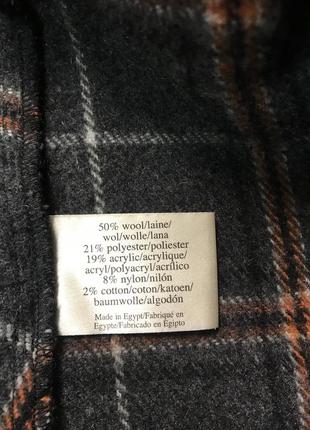 50% wool/laine/
wol/wolle/lana
21% polyester/poliester
19% acrylic/acrylique/
acryl/polyacryl/acrílico
8% nylon/nilón
2% cotton/coton/katoen/
baumwolle/algodón
Made in Egypt/Fabriqué en
Egypte/Fabricado en Egipto